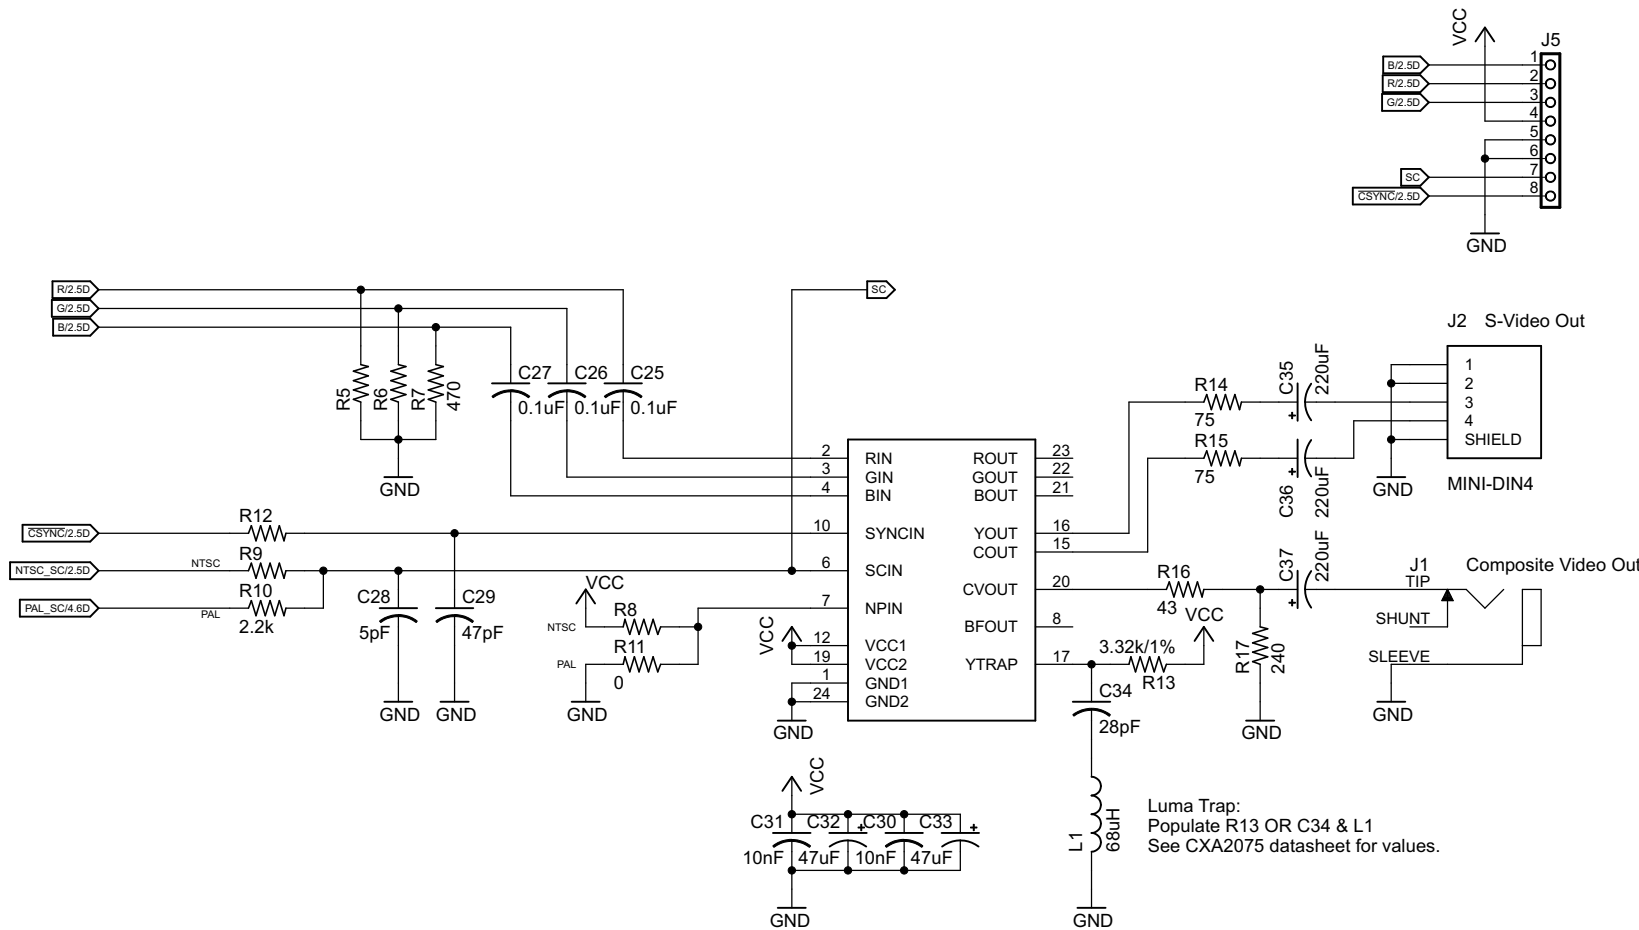 VCC
J5
B/2.5D
R/2.5D
G/2.5D
SC
CSYNC/2.5D
1
2
3
4
5
6
7
8
GND
R/2.5D
G/2.5D
B/2.5D
SC
R5
R6
R7
470
GND
C27
0.1uF
C26
0.1uF
C25
0.1uF
CSYNC/2.5D
R12
NTSC_SC/2.5D
NTSC
R9
PAL_SC/4.6D
PAL
R10
2.2k
C28
5pF
GND
C29
47pF
GND
VCC
NTSC
R8
PAL
R11
0
GND
VCC
GND
2 RIN
3 GIN
4 BIN
10 SYNCIN
6 SCIN
7 NPIN
12 VCC1
19 VCC2
1 GND1
24 GND2
ROUT 23
GOUT 22
BOUT 21
YOUT 16
COUT 15
CVOUT 20
BFOUT 8
YTRAP 17
R14
75
R15
75
C35
220uF
C36
220uF
J2 S-Video Out
1
2
3
4
SHIELD
MINI-DIN4
GND
R16
43
C37
220uF
R17
240
GND
J1
Composite Video Out
TIP
SHUNT
SLEEVE
GND
VCC
3.32k/1%
R13
C34
28pF
L1
68uH
GND
Luma Trap:
Populate R13 OR C34 & L1
See CXA2075 datasheet for values.
VCC
C31
10nF
C32
47uF
C30
10nF
C33
47uF
GND